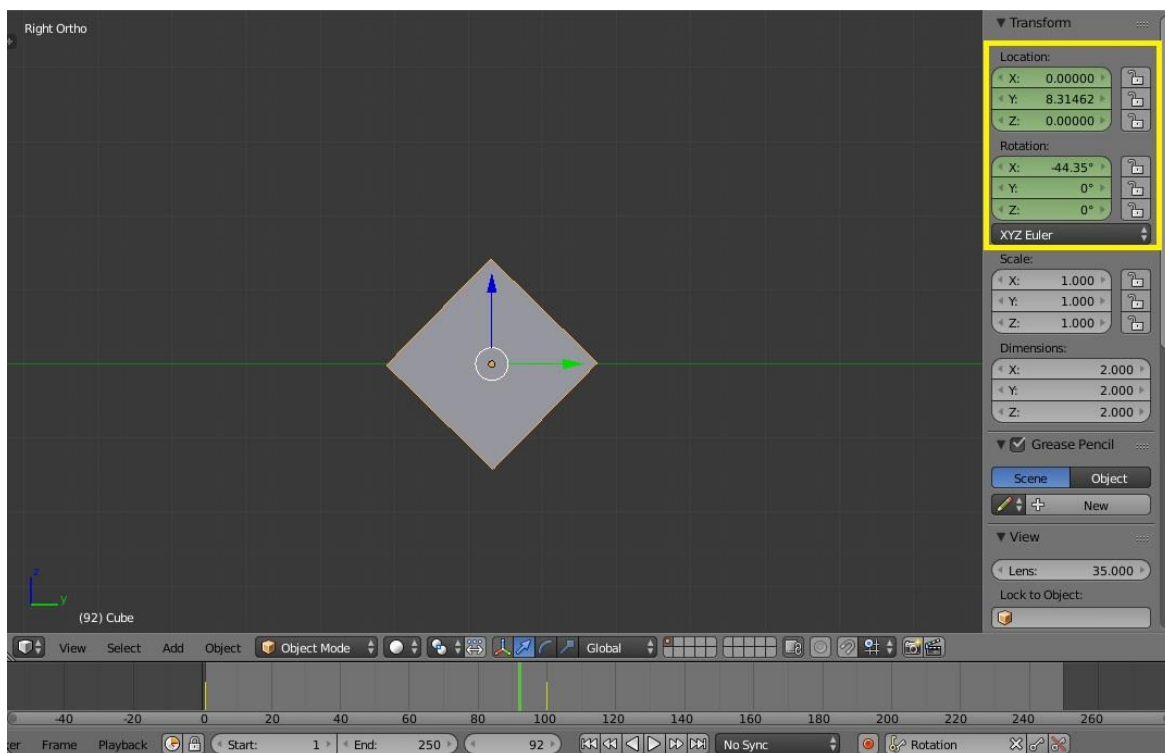 Right Ortho
Transform
Location:
X: 0.00000
Y: 8.31462
Z: 0.00000
Rotation:
X: -44.35°
Y: 0°
Z: 0°
XYZ Euler
Scale:
X: 1.000
Y: 1.000
Z: 1.000
Dimensions:
X: 2.000
Y: 2.000
Z: 2.000
Grease Pencil
Scene Object
New
View
Lens: 35.000
Lock to Object:
z
y
(92) Cube
View Select Add Object Object Mode Global
-40 -20 0 20 40 60 80 100 120 140 160 180 200 220 240 260
Frame Playback Start: 1 End: 250 92 No Sync Rotation